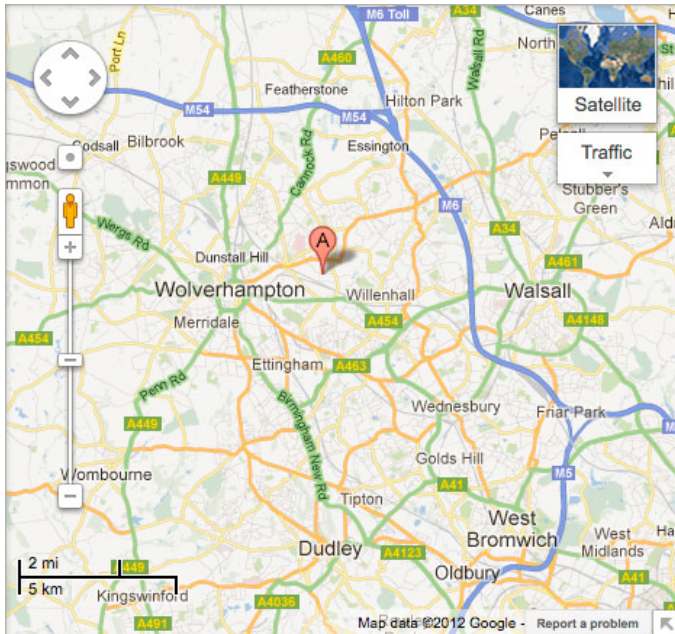 M6 Toll
A34
Canes
Port Ln
A460
North
Walsall Rd
Featherstone
Hilton Park
Satellite
M54
M54
Codsall
Bilbrook
Cannock Rd
Essington
Traffic
A449
M6
Stubber's
Green
Wergs Rd
A34
Dunstall Hill
A
A461
Wolverhampton
Willenhall
Walsall
Merridale
A454
A4148
A454
Ettingham
A463
Penn Rd
Birmingham New Rd
Wednesbury
Friar Park
A449
Golds Hill
Wombourne
M5
A41
Tipton
West
Bromwich
West
Midlands
Dudley
A4123
2 mi
A449
Oldbury
A41
5 km
Kingswinford
A4036
A491
Map data ©2012 Google -
Report a problem